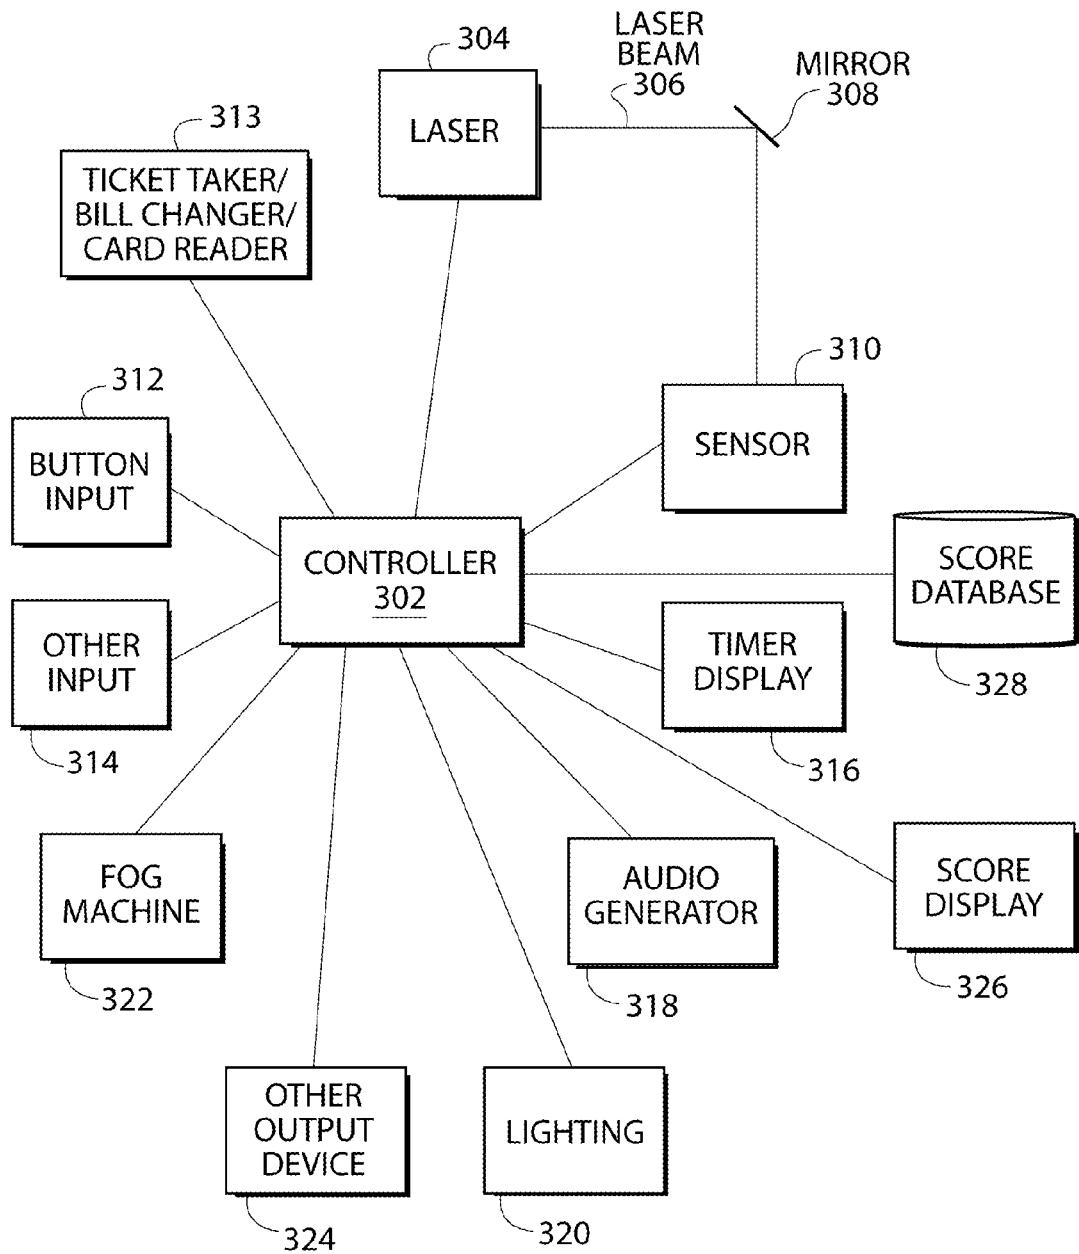 304
LASER
BEAM
306
MIRROR
308
313
LASER
TICKET TAKER/
BILL CHANGER/
CARD READER
310
312
SENSOR
BUTTON
INPUT
CONTROLLER
302
SCORE
DATABASE
328
OTHER
INPUT
314
TIMER
DISPLAY
316
FOG
MACHINE
322
AUDIO
GENERATOR
318
SCORE
DISPLAY
326
OTHER
OUTPUT
DEVICE
324
LIGHTING
320